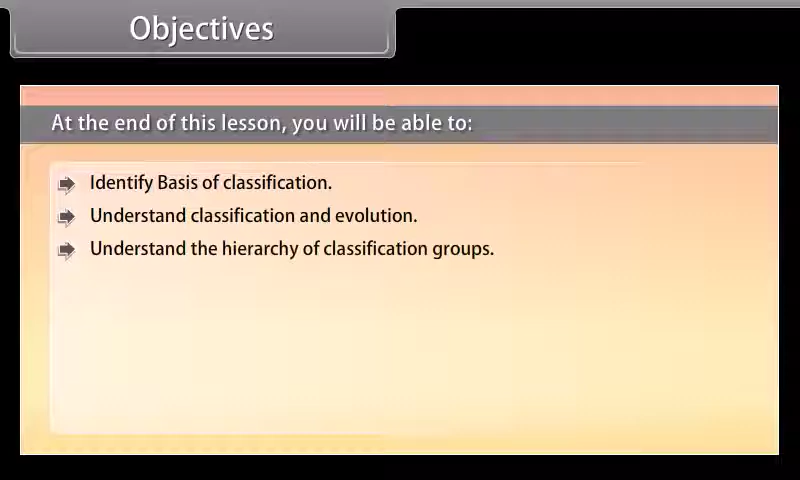 Objectives
At the end of this lesson, you will be able to:
Identify Basis of classification.
Understand classification and evolution.
Understand the hierarchy of classification groups.